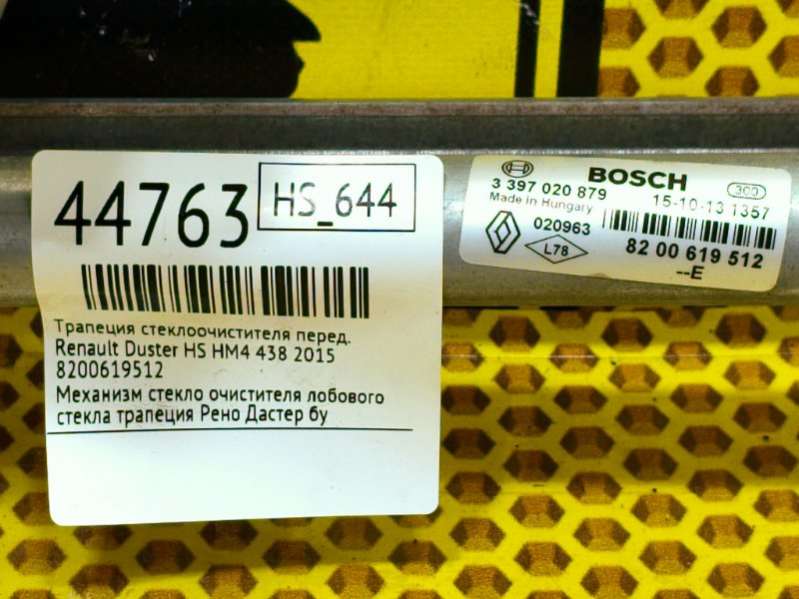 44763
HS_644
Трапеция стеклоочистителя перед.
Renault Duster HS HM4 438 2015
8200619512
Механизм стекло очистителя лобового
стекла трапеция Рено Дастер бу
BOSCH
300
3 397 020 879
15-10-13 1357
Made in Hungary
020963
L78
82 00 619 512
--E